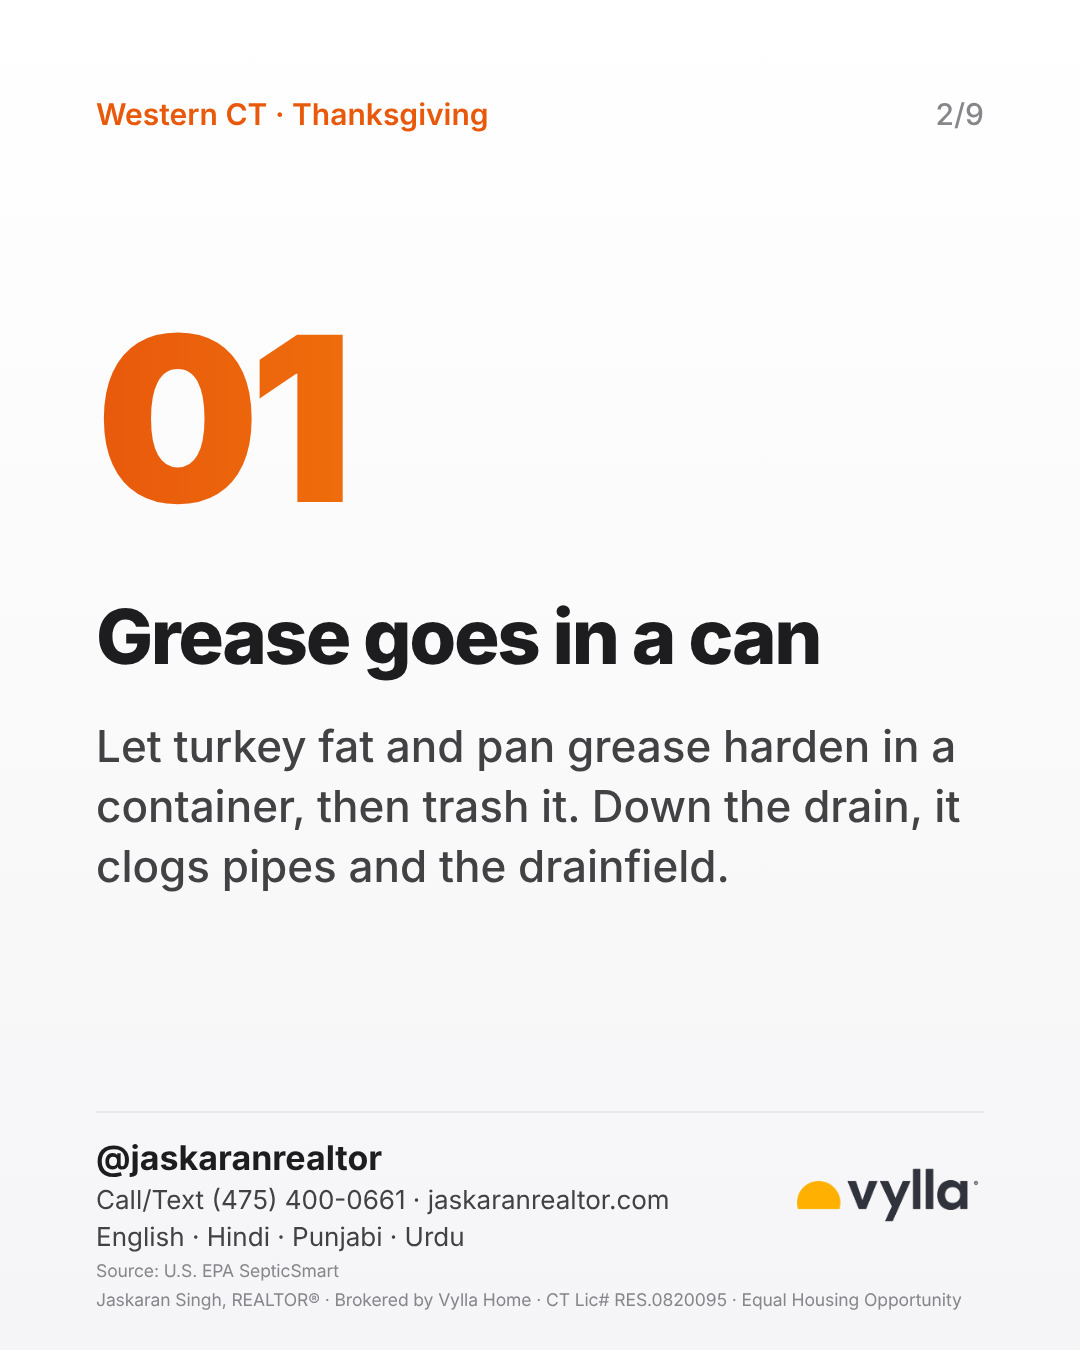 Western CT · Thanksgiving
2/9
01
Grease goes in a can
Let turkey fat and pan grease harden in a
container, then trash it. Down the drain, it
clogs pipes and the drainfield.
@jaskaranrealtor
Call/Text (475) 400-0661 · jaskaranrealtor.com
English · Hindi · Punjabi · Urdu
vylla
Source: U.S. EPA SepticSmart
Jaskaran Singh, REALTOR® · Brokered by Vylla Home · CT Lic# RES.0820095 · Equal Housing Opportunity